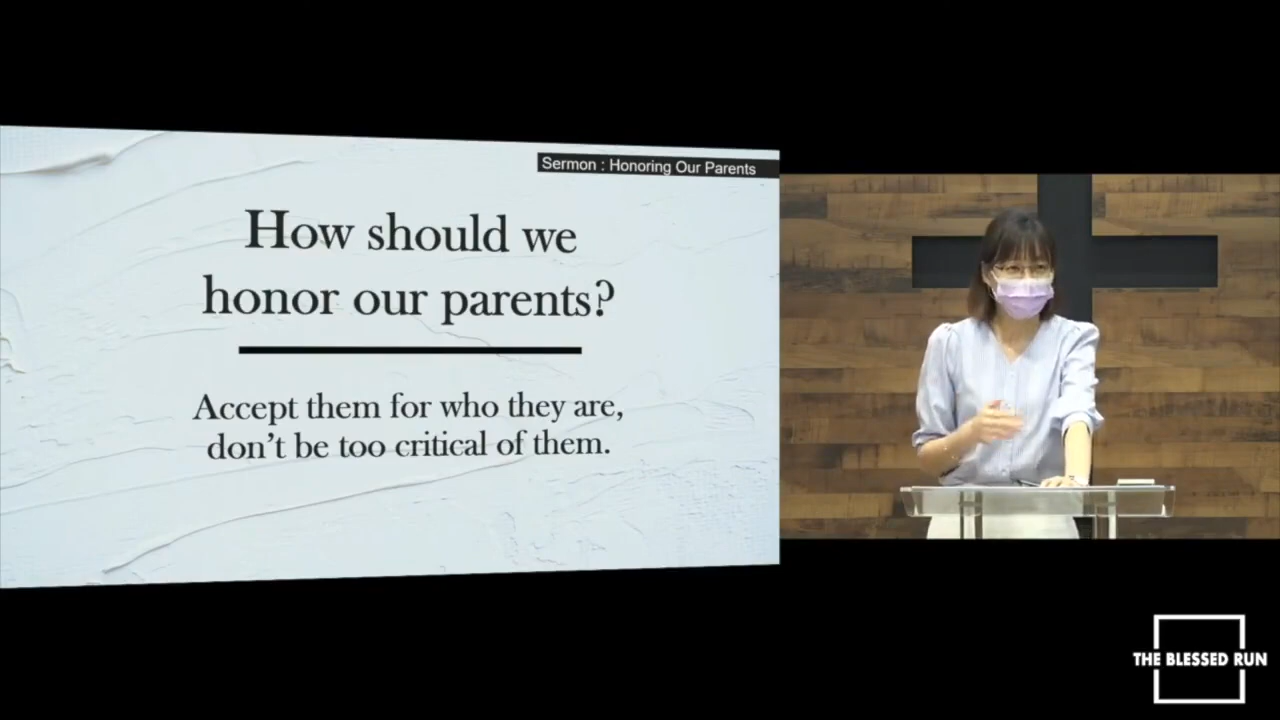 Sermon : Honoring Our Parents
How should we
honor our parents?
Accept them for who they are,
don't be too critical of them.
THE BLESSED RUN